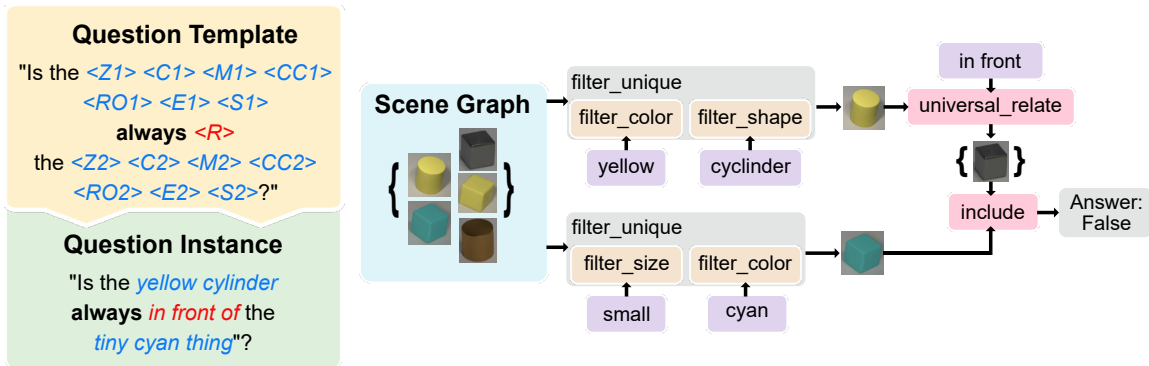 Question Template
"Is the <Z1> <C1> <M1> <CC1>
<RO1> <E1> <S1>
always <R>
the <Z2> <C2> <M2> <CC2>
<RO2> <E2> <S2>?"
Question Instance
"Is the yellow cylinder
always in front of the
tiny cyan thing"?
Scene Graph
filter_unique
filter_color
filter_shape
yellow
cyclinder
filter_unique
filter_size
filter_color
small
cyan
in front
universal_relate
{ }
include
Answer:
False